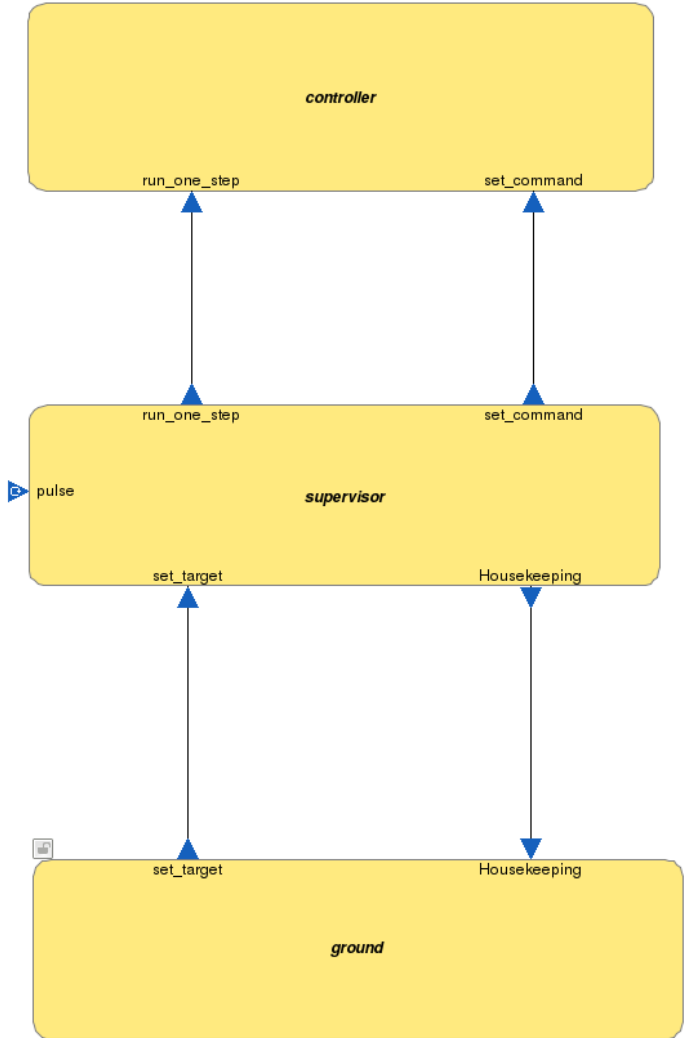 controller
run_one_step set_command
run_one_step set_command
pulse
supervisor
set_target Housekeeping
set_target Housekeeping
ground